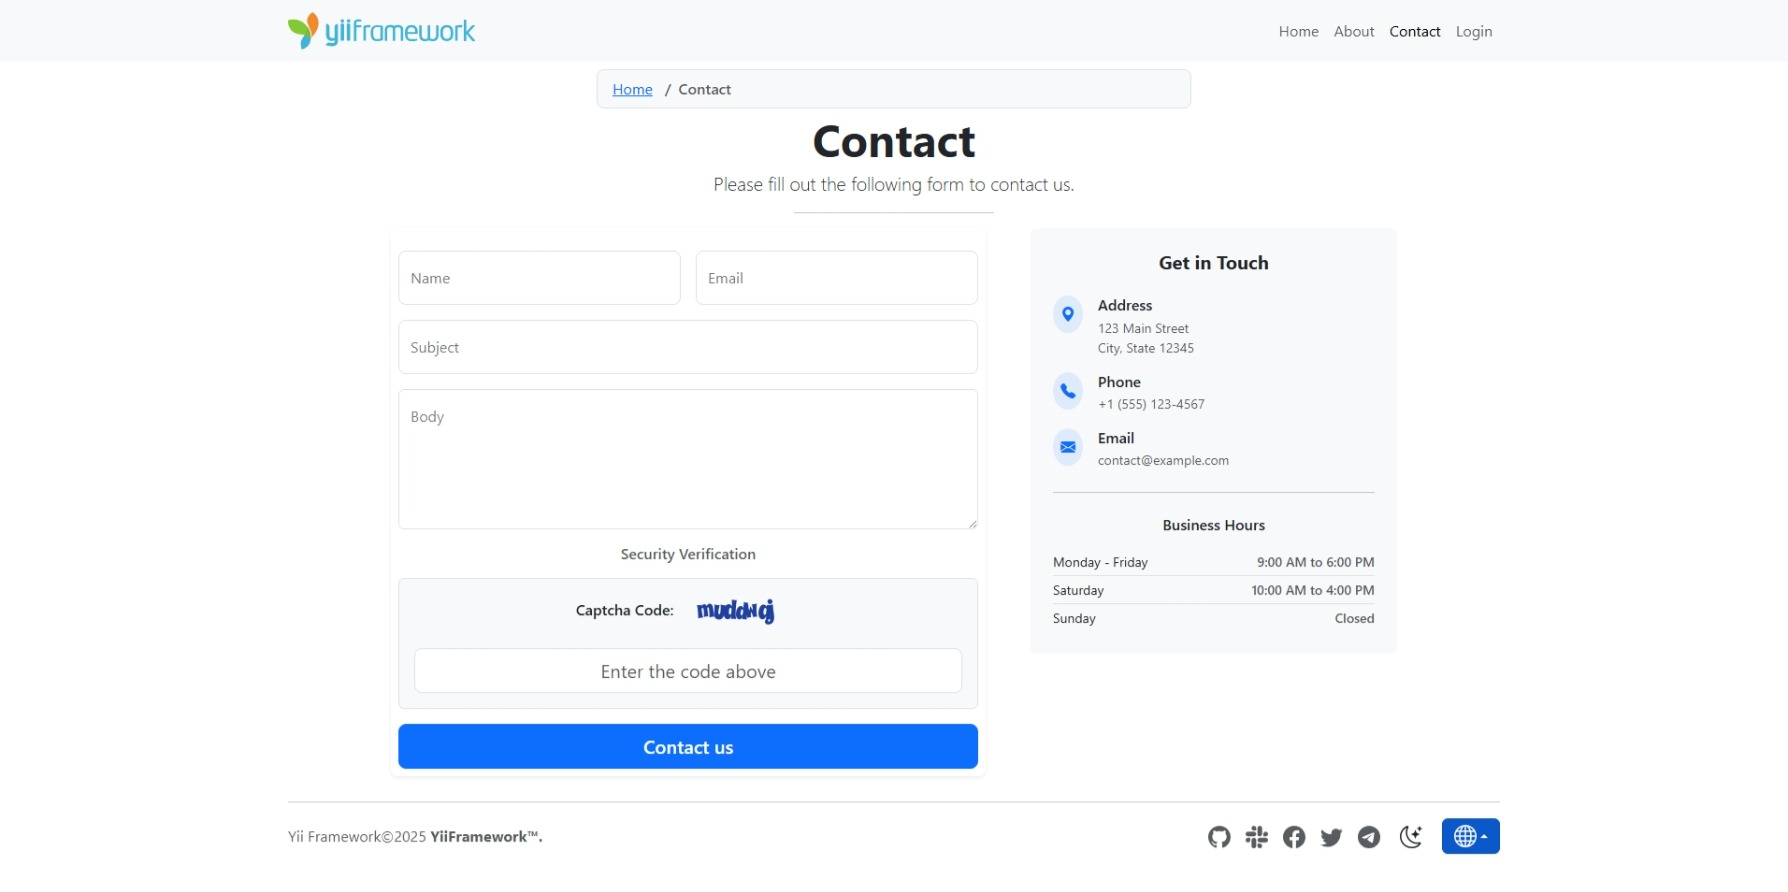 yiiframework
Home About Contact Login
Home / Contact
Contact
Please fill out the following form to contact us.
Name
Email
Subject
Body
Security Verification
Captcha Code:
Enter the code above
Contact us
Get in Touch
Address
123 Main Street
City, State 12345
Phone
+1 (555) 123-4567
Email
contact@example.com
Business Hours
Monday - Friday 9:00 AM to 6:00 PM
Saturday 10:00 AM to 4:00 PM
Sunday Closed
Yii Framework©2025 YiiFramework™.